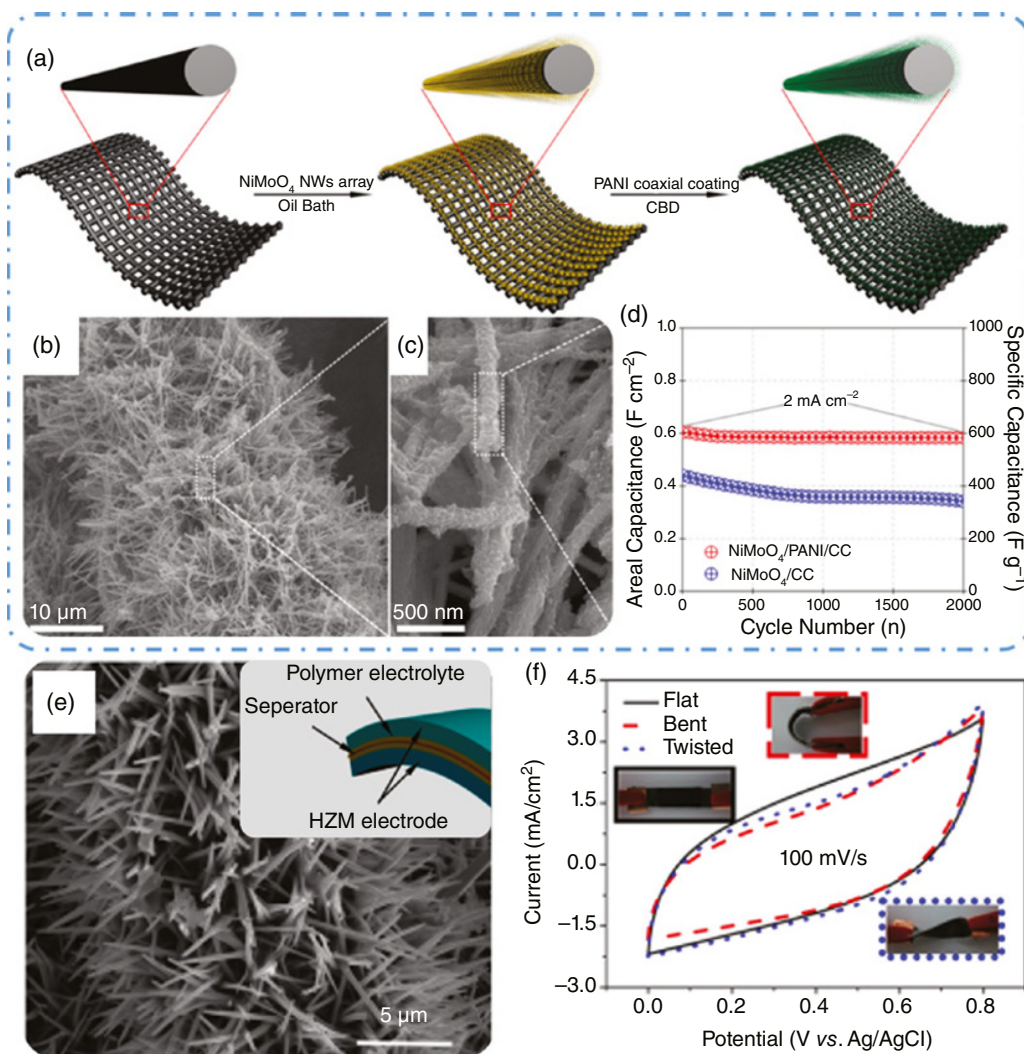 (a)
NiMoO₄ NWs array
Oil Bath
PANI coaxial coating
CBD
(b)
10 μm
(c)
500 nm
(d)
1.0
0.8
0.6
0.4
0.2
0.0
Areal Capacitance (F cm⁻²)
2 mA cm⁻²
NiMoO₄/PANI/CC
NiMoO₄/CC
1000
800
600
400
200
0
Specific Capacitance (F g⁻¹)
0 500 1000 1500 2000
Cycle Number (n)
(e)
Polymer electrolyte
Seperator
HZM electrode
5 μm
(f)
4.5
3.0
1.5
0.0
−1.5
−3.0
Current (mA/cm²)
Flat
Bent
Twisted
100 mV/s
0.0 0.2 0.4 0.6 0.8
Potential (V vs. Ag/AgCl)